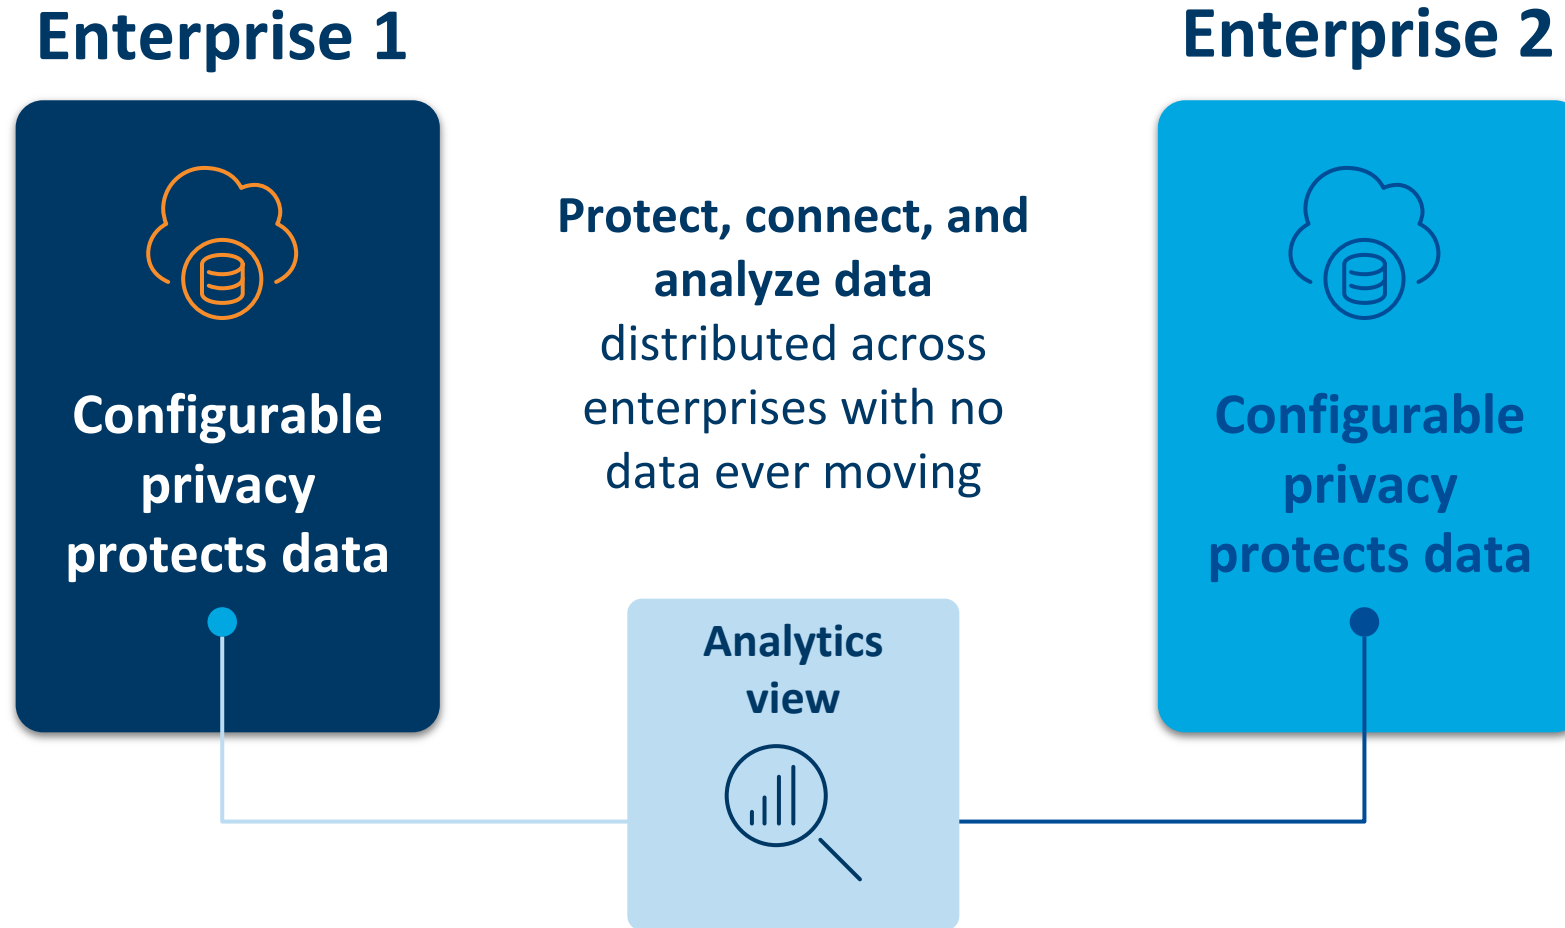 Enterprise 1
Enterprise 2
Configurable
privacy
protects data
Protect, connect, and
analyze data
distributed across
enterprises with no
data ever moving
Configurable
privacy
protects data
Analytics
view